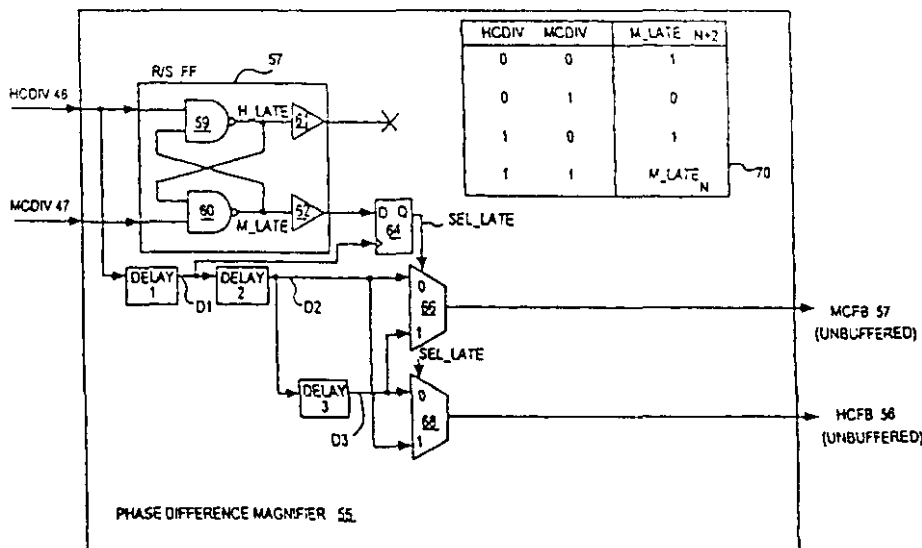 HCDIV MCDIV M_LATE N+2
0 0 1
0 1 0
1 0 1
1 1 M_LATE N
70
R/S FF
57
HCDIV 46
59
H_LATE
61
MCDIV 47
60
M_LATE
62
D Q
64
SEL_LATE
DELAY
1
D1
DELAY
2
D2
0
66
1
MCFB 57
(UNBUFFERED)
SEL_LATE
DELAY
3
D3
0
68
1
HCFB 56
(UNBUFFERED)
PHASE DIFFERENCE MAGNIFIER 55